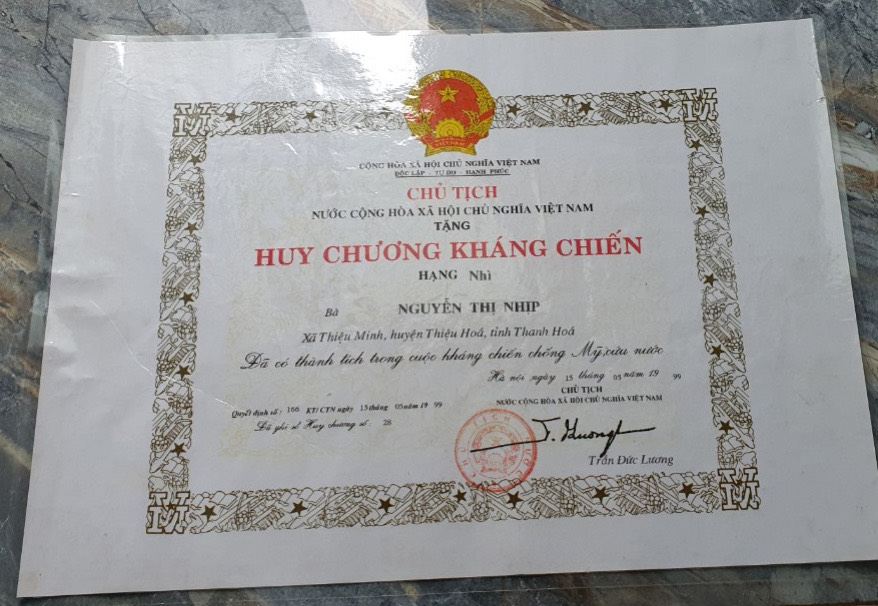 CỘNG HÒA XÃ HỘI CHỦ NGHĨA VIỆT NAM
ĐỘC LẬP - TỰ DO - HẠNH PHÚC
CHỦ TỊCH
NƯỚC CỘNG HÒA XÃ HỘI CHỦ NGHĨA VIỆT NAM
TẶNG
HUY CHƯƠNG KHÁNG CHIẾN
HẠNG Nhì
Bà NGUYỄN THỊ NHỊP
Xã Thiệu Minh, huyện Thiệu Hoá, tỉnh Thanh Hoá
Đã có thành tích trong cuộc kháng chiến chống Mỹ, cứu nước
Hà nội ngày 15 tháng 05 năm 19 99
CHỦ TỊCH
NƯỚC CỘNG HÒA XÃ HỘI CHỦ NGHĨA VIỆT NAM
Quyết định số: 166 KT/CTN ngày 15 tháng 05 năm 19 99
Đã ghi sổ Huy chương số: 28
Trần Đức Lương